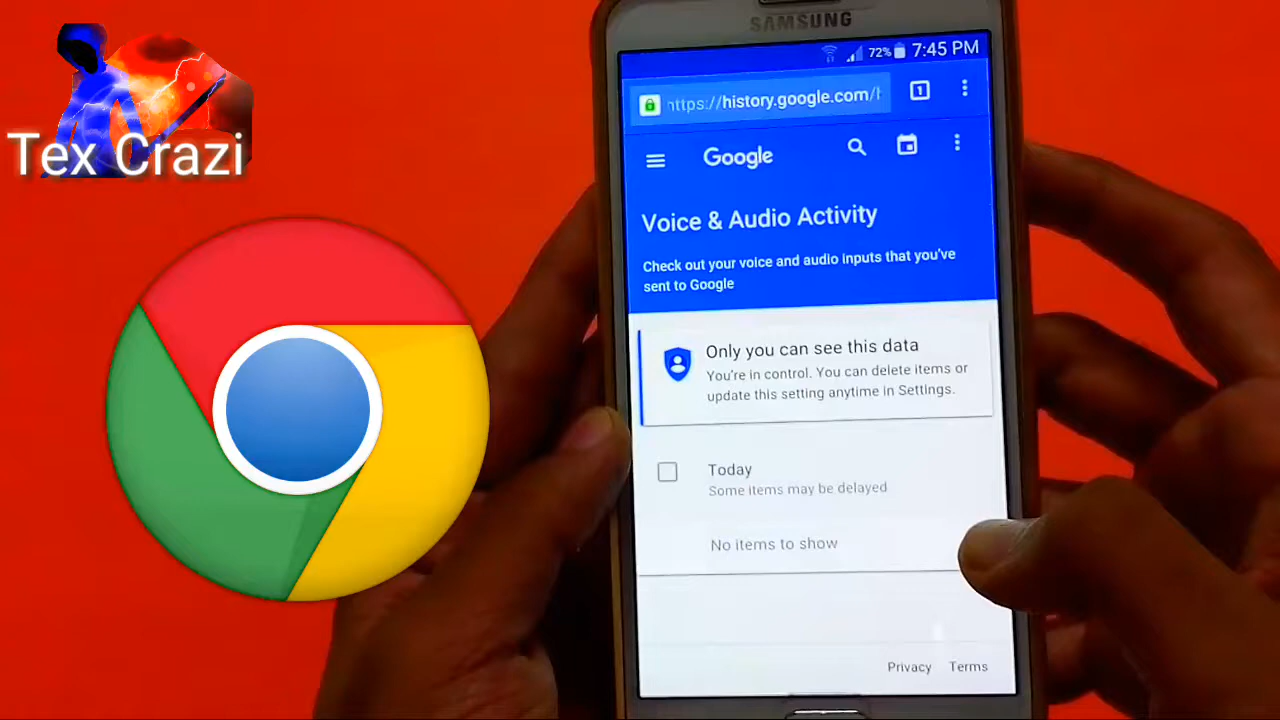 Tex Crazi
SAMSUNG
72% 7:45 PM
https://history.google.com/
1
Google
Voice & Audio Activity
Check out your voice and audio inputs that you've
sent to Google
Only you can see this data
You're in control. You can delete items or
update this setting anytime in Settings.
Today
Some items may be delayed
No items to show
Privacy Terms